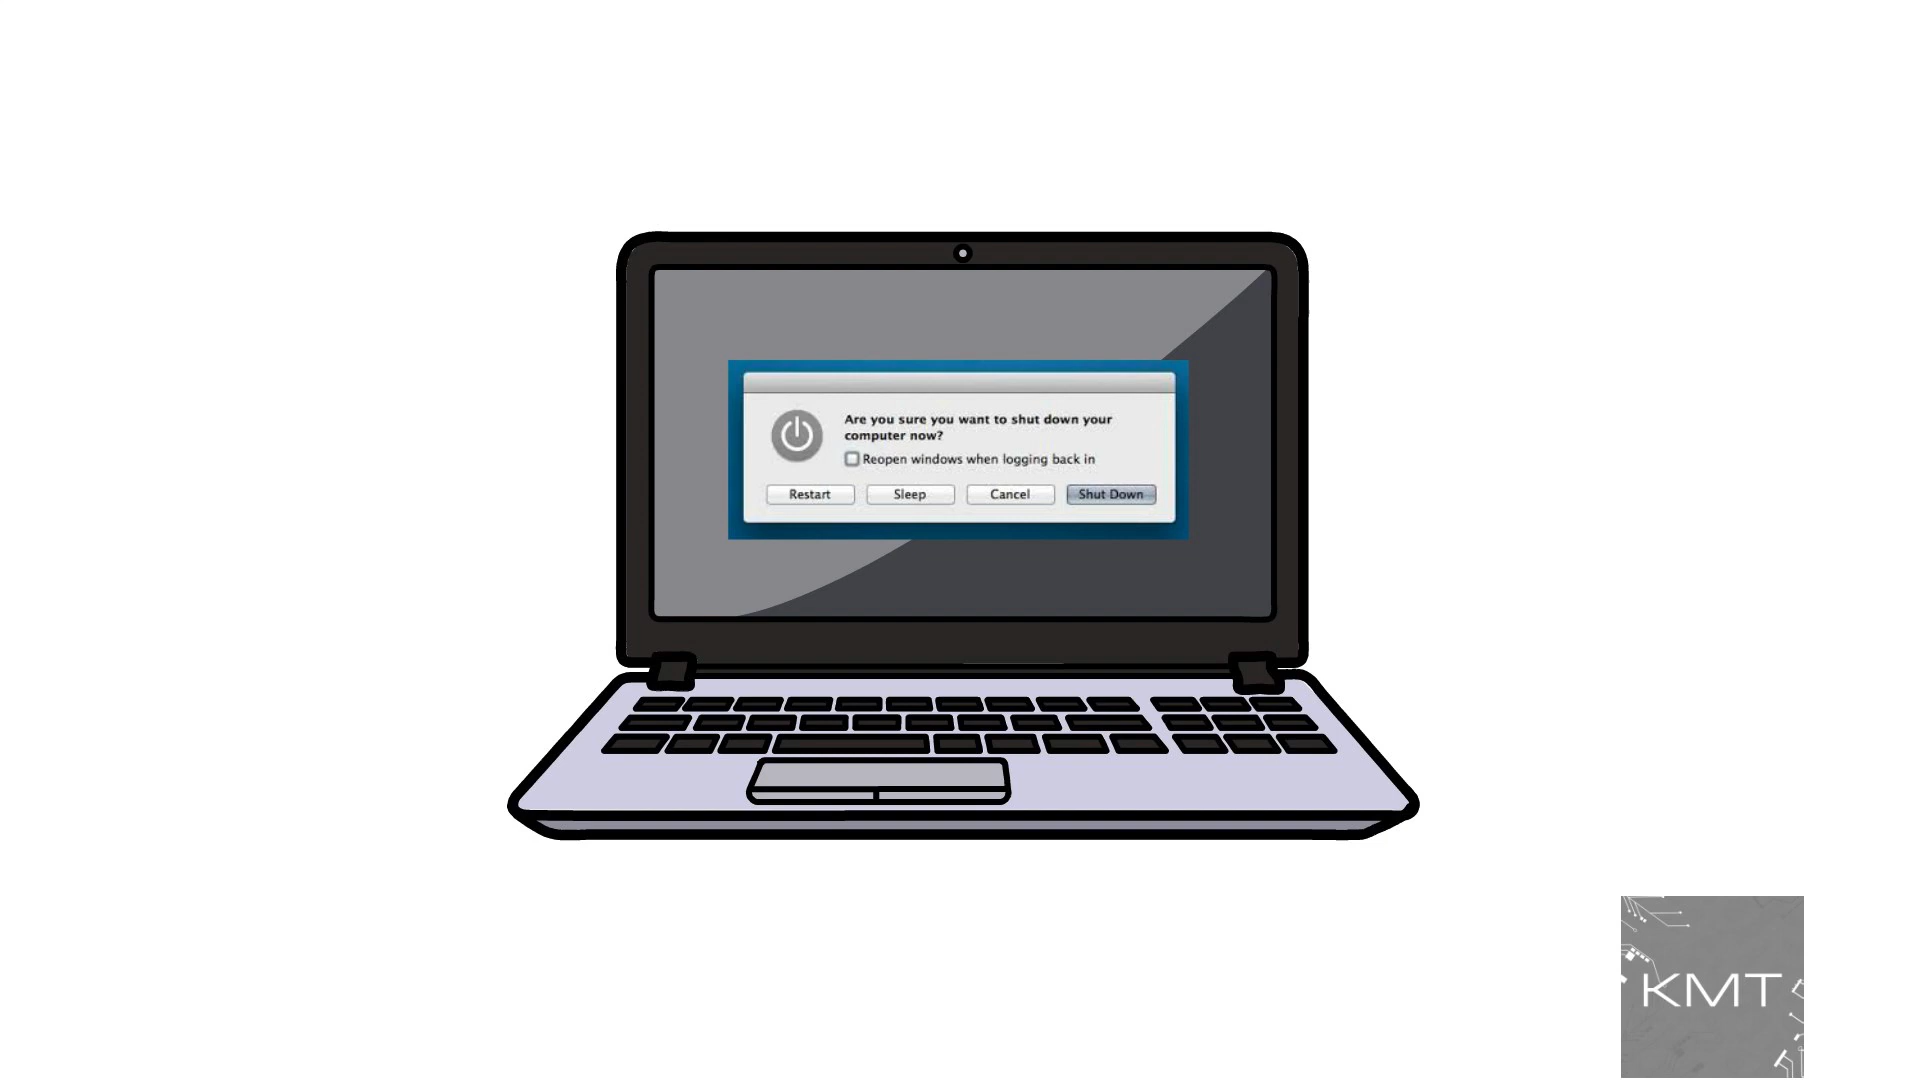 Are you sure you want to shut down your
computer now?
Reopen windows when logging back in
Restart Sleep Cancel Shut Down
KMT